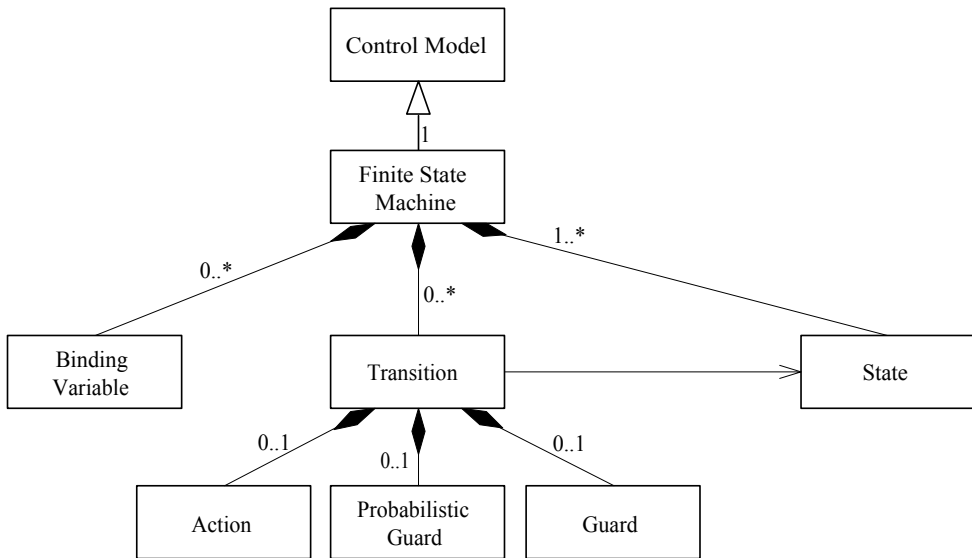 Control Model
1
Finite State
Machine
1..*
0..*
0..*
Binding
Variable
Transition
State
0..1
0..1
0..1
Action
Probabilistic
Guard
Guard